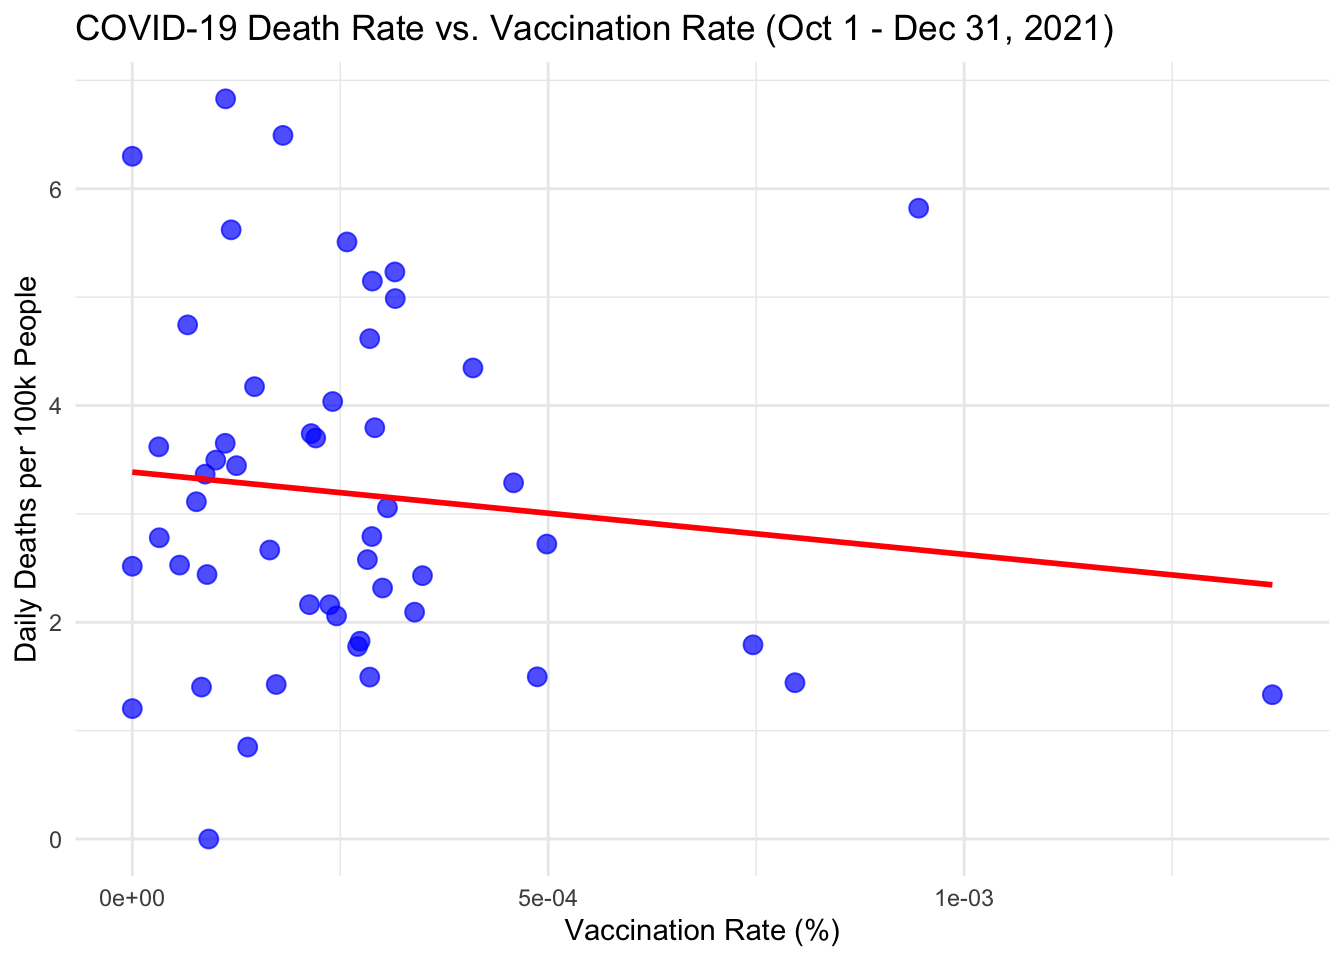 COVID-19 Death Rate vs. Vaccination Rate (Oct 1 - Dec 31, 2021)
Daily Deaths per 100k People
6
4
2
0
0e+00
5e-04
1e-03
Vaccination Rate (%)